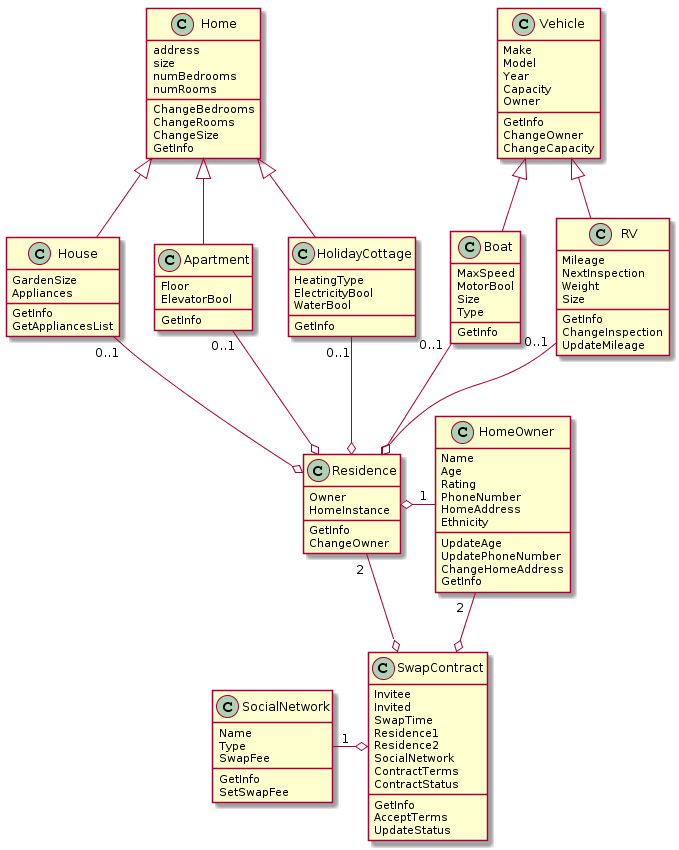 C Home
address
size
numBedrooms
numRooms
ChangeBedrooms
ChangeRooms
ChangeSize
GetInfo
C Vehicle
Make
Model
Year
Capacity
Owner
GetInfo
ChangeOwner
ChangeCapacity
C House
GardenSize
Appliances
GetInfo
GetAppliancesList
C Apartment
Floor
ElevatorBool
GetInfo
C HolidayCottage
HeatingType
ElectricityBool
WaterBool
GetInfo
C Boat
MaxSpeed
MotorBool
Size
Type
GetInfo
C RV
Mileage
NextInspection
Weight
Size
GetInfo
ChangeInspection
UpdateMileage
0..1
0..1
0..1
0..1
0..1
C Residence
Owner
HomeInstance
GetInfo
ChangeOwner
1
C HomeOwner
Name
Age
Rating
PhoneNumber
HomeAddress
Ethnicity
UpdateAge
UpdatePhoneNumber
ChangeHomeAddress
GetInfo
2
2
C SocialNetwork
Name
Type
SwapFee
GetInfo
SetSwapFee
1
C SwapContract
Invitee
Invited
SwapTime
Residence1
Residence2
SocialNetwork
ContractTerms
ContractStatus
GetInfo
AcceptTerms
UpdateStatus